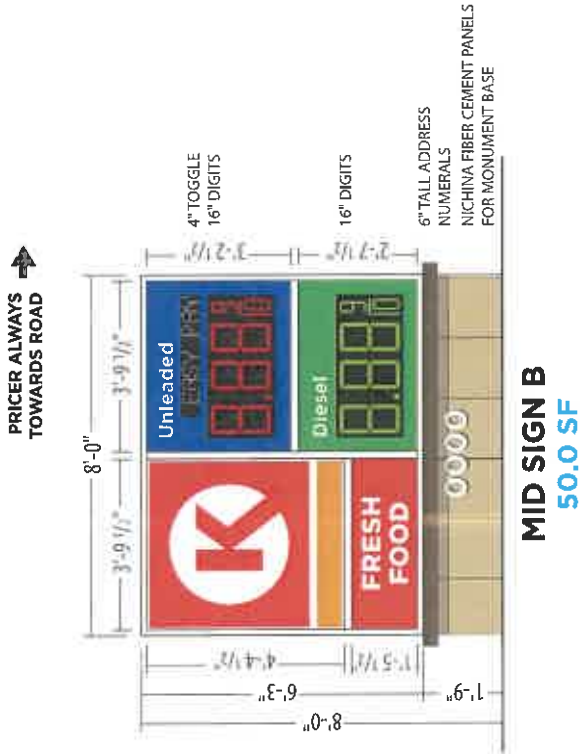 PRICER ALWAYS
TOWARDS ROAD
8'-0"
3'-9 1/2"
3'-9 1/2"
K
FRESH
FOOD
Unleaded
Diesel
4'-4 1/2"
1'-5 1/2"
6'-3"
1'-9"
8'-0"
3'-2 1/2"
2'-7 1/2"
4" TOGGLE
16" DIGITS
16" DIGITS
6" TALL ADDRESS
NUMERALS
NICHINA FIBER CEMENT PANELS
FOR MONUMENT BASE
0000
MID SIGN B
50.0 SF